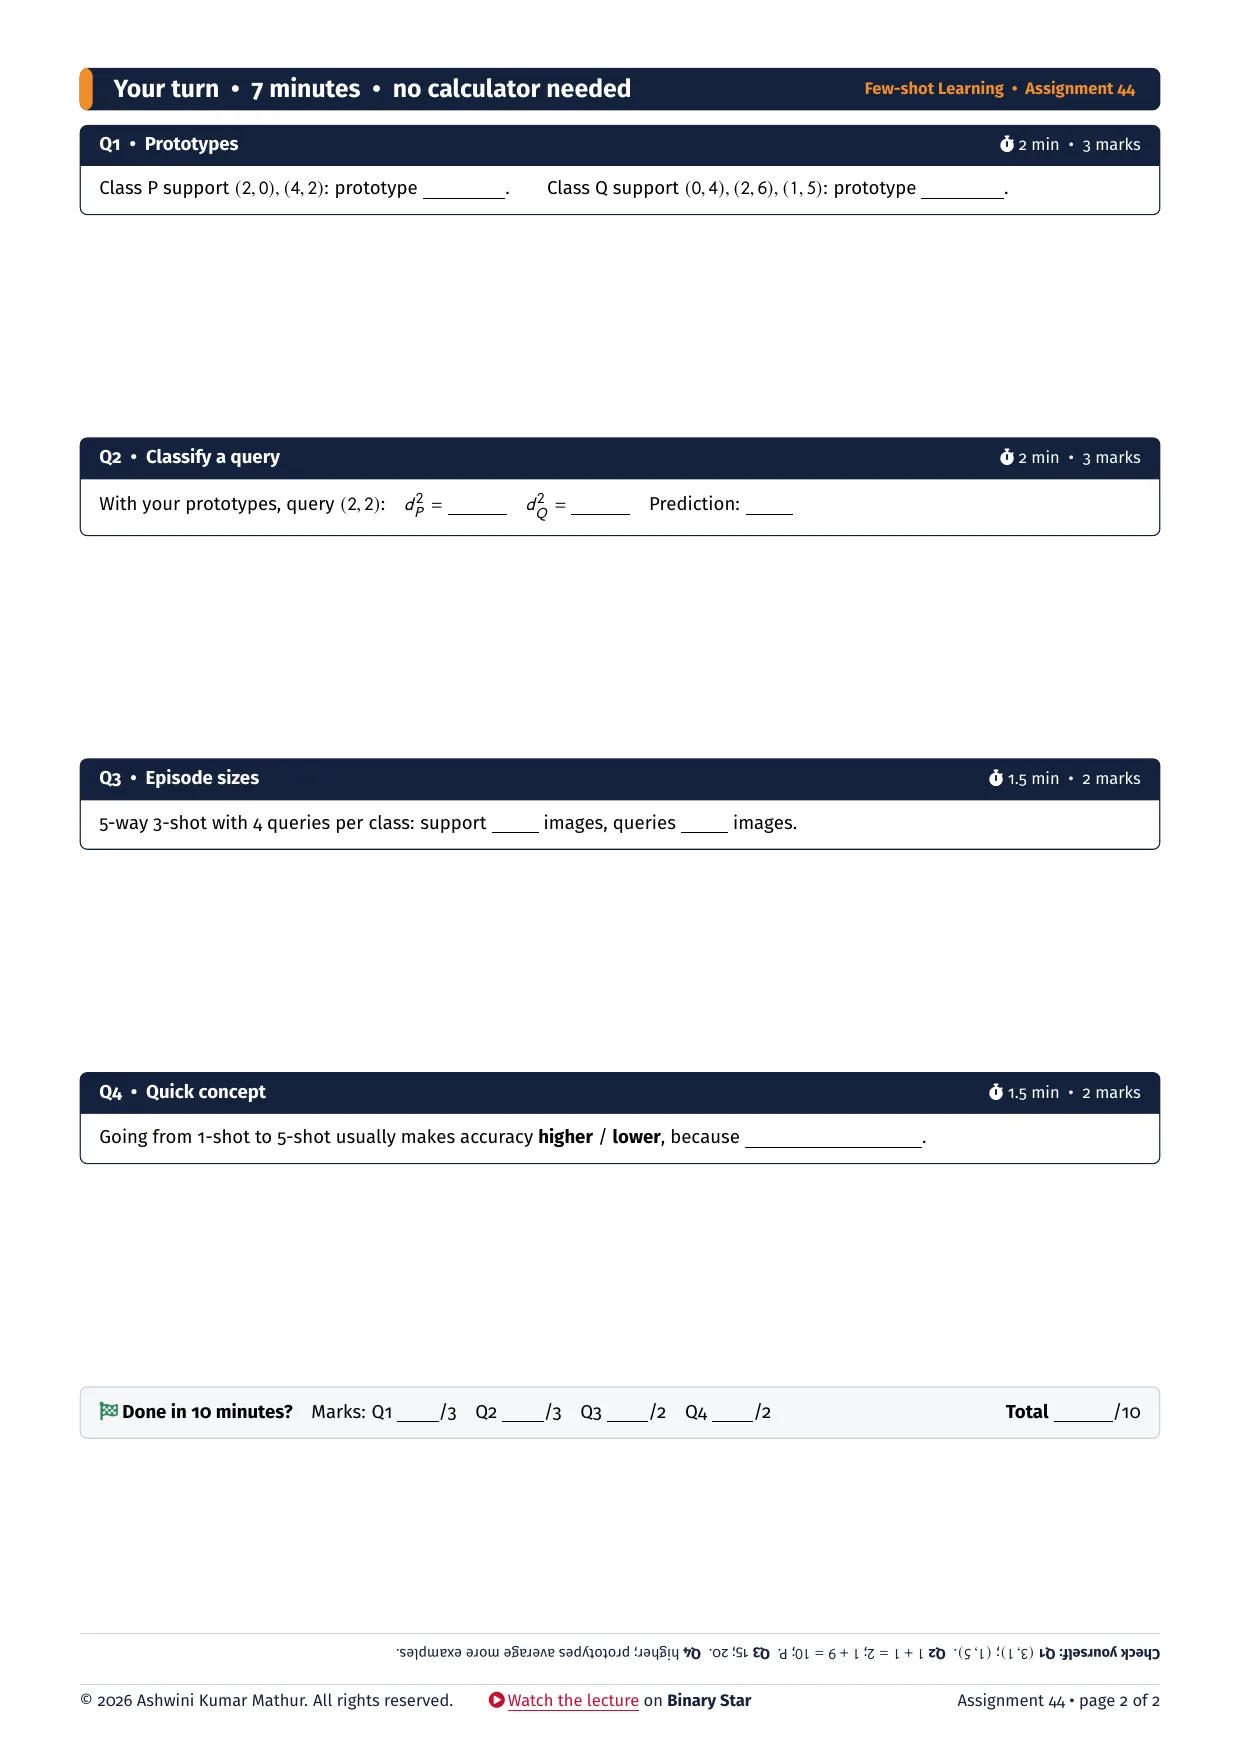 Your turn • 7 minutes • no calculator needed Few-shot Learning • Assignment 44
Q1 • Prototypes 2 min • 3 marks
Class P support (2, 0), (4, 2): prototype ________. Class Q support (0, 4), (2, 6), (1, 5): prototype ________.
Q2 • Classify a query 2 min • 3 marks
With your prototypes, query (2, 2): d²_P = ______ d²_Q = ______ Prediction: _____
Q3 • Episode sizes 1.5 min • 2 marks
5-way 3-shot with 4 queries per class: support _____ images, queries _____ images.
Q4 • Quick concept 1.5 min • 2 marks
Going from 1-shot to 5-shot usually makes accuracy higher / lower, because __________________.
Done in 10 minutes? Marks: Q1 ____/3 Q2 ____/3 Q3 ____/2 Q4 ____/2 Total ______/10
Check yourself: Q1 (3, 1); (1, 5). Q2 1 + 1 = 2; 1 + 9 = 10; P. Q3 15; 20. Q4 higher; prototypes average more examples.
© 2026 Ashwini Kumar Mathur. All rights reserved. Watch the lecture on Binary Star Assignment 44 • page 2 of 2